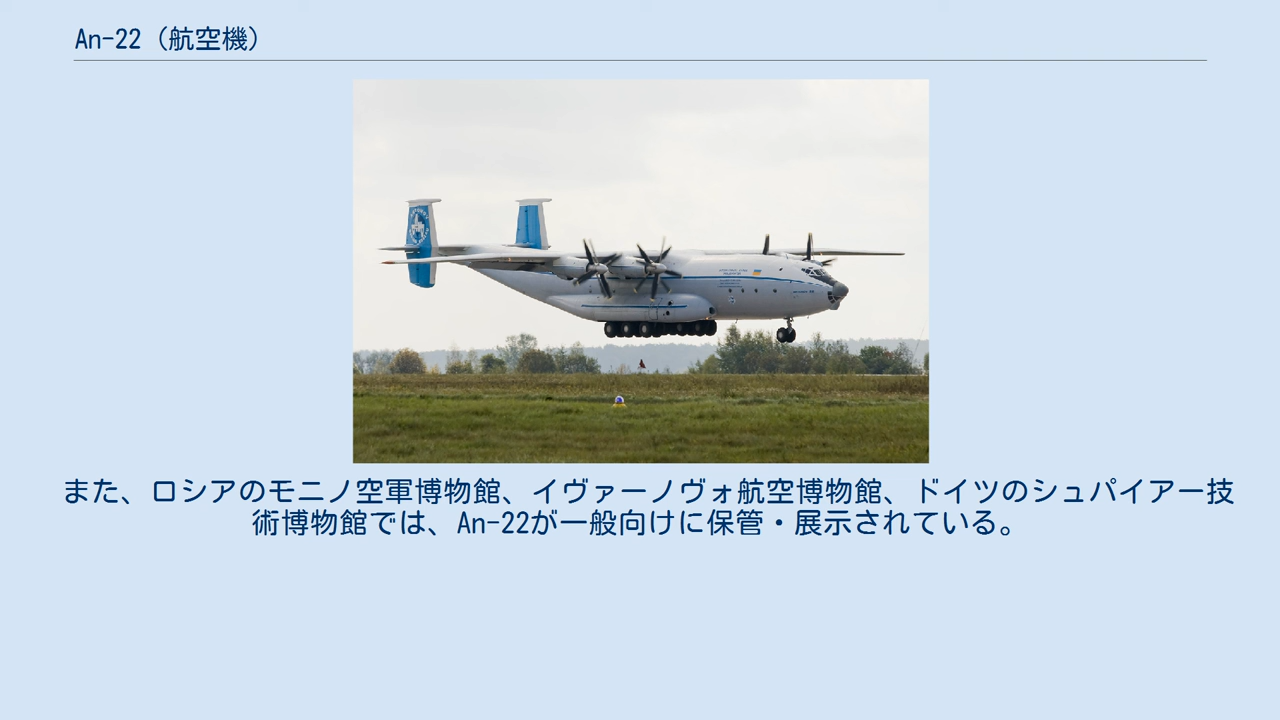 An-22（航空機）
また、ロシアのモニノ空軍博物館、イヴァーノヴォ航空博物館、ドイツのシュパイアー技
術博物館では、An-22が一般向けに保管・展示されている。